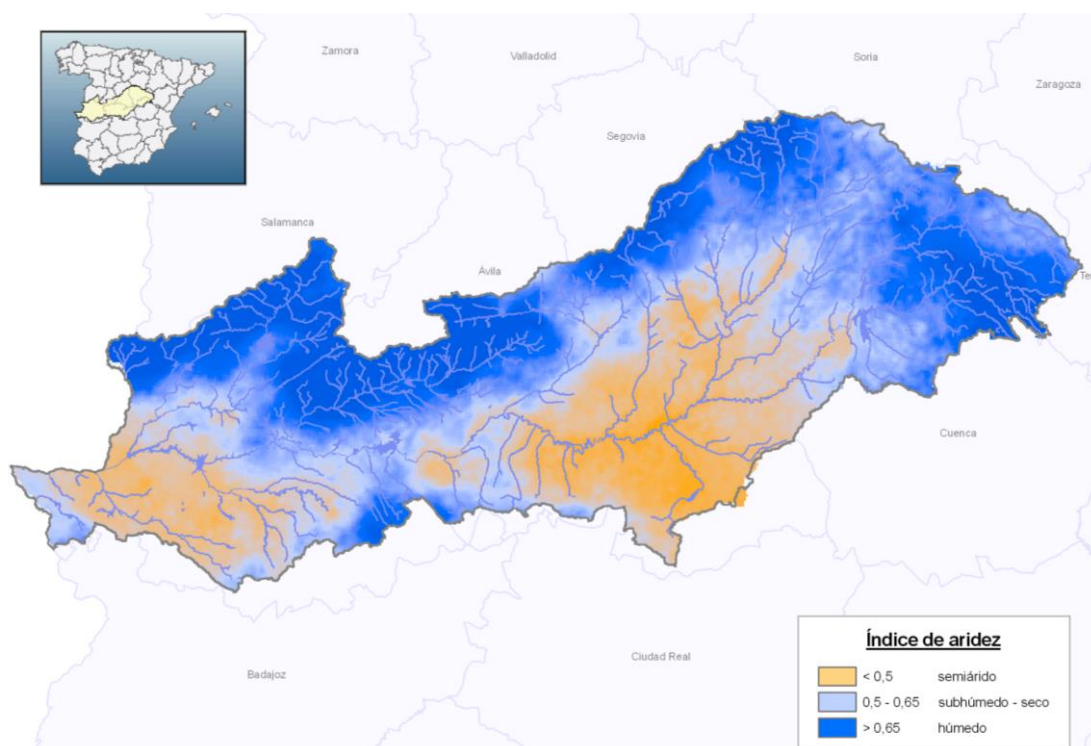 Zamora
Valladolid
Soria
Zaragoza
Segovia
Salamanca
Ávila
Te
Cuenca
Badajoz
Ciudad Real
Índice de aridez
< 0,5 semiárido
0,5 - 0,65 subhúmedo - seco
> 0,65 húmedo